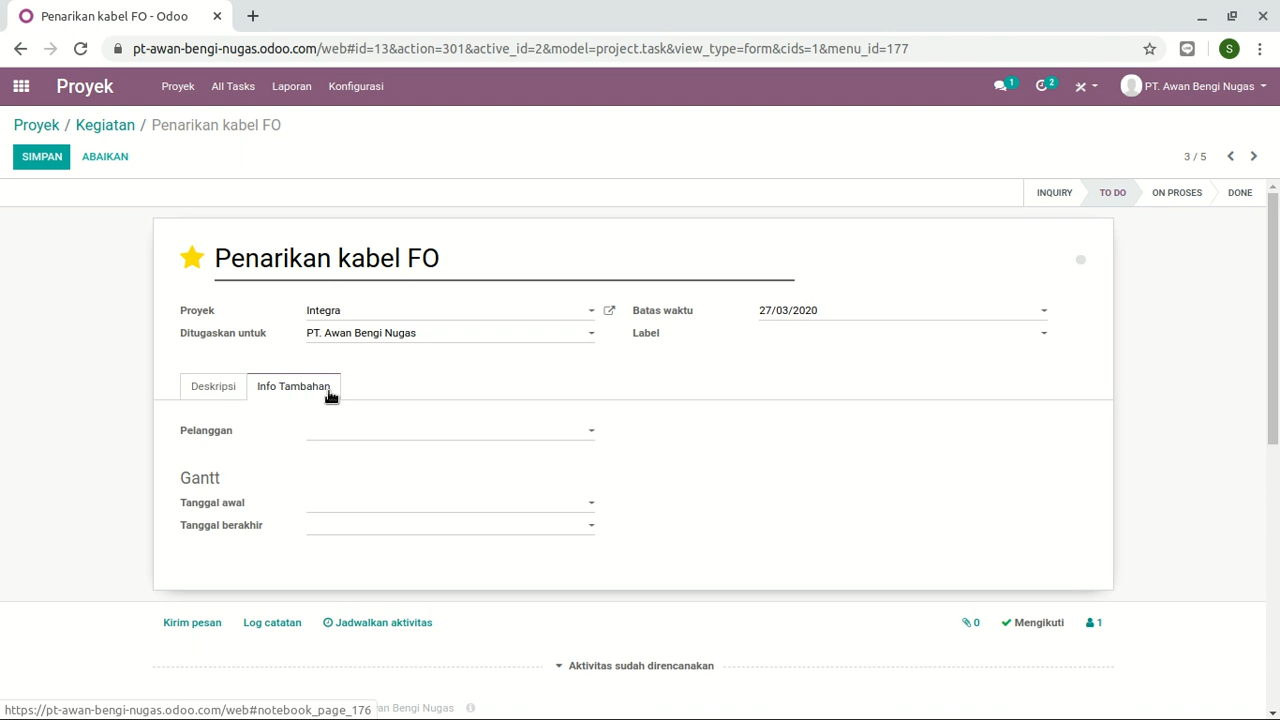 Penarikan kabel FO - Odoo
pt-awan-bengi-nugas.odoo.com/web#id=13&action=301&active_id=2&model=project.task&view_type=form&cids=1&menu_id=177
S
Proyek Proyek All Tasks Laporan Konfigurasi 1 2 PT. Awan Bengi Nugas
Proyek / Kegiatan / Penarikan kabel FO
SIMPAN ABAIKAN 3 / 5
INQUIRY TO DO ON PROSES DONE
Penarikan kabel FO
Proyek Integra Batas waktu 27/03/2020
Ditugaskan untuk PT. Awan Bengi Nugas Label
Deskripsi Info Tambahan
Pelanggan
Gantt
Tanggal awal
Tanggal berakhir
Kirim pesan Log catatan Jadwalkan aktivitas 0 Mengikuti 1
Aktivitas sudah direncanakan
https://pt-awan-bengi-nugas.odoo.com/web#notebook_page_176 an Bengi Nugas